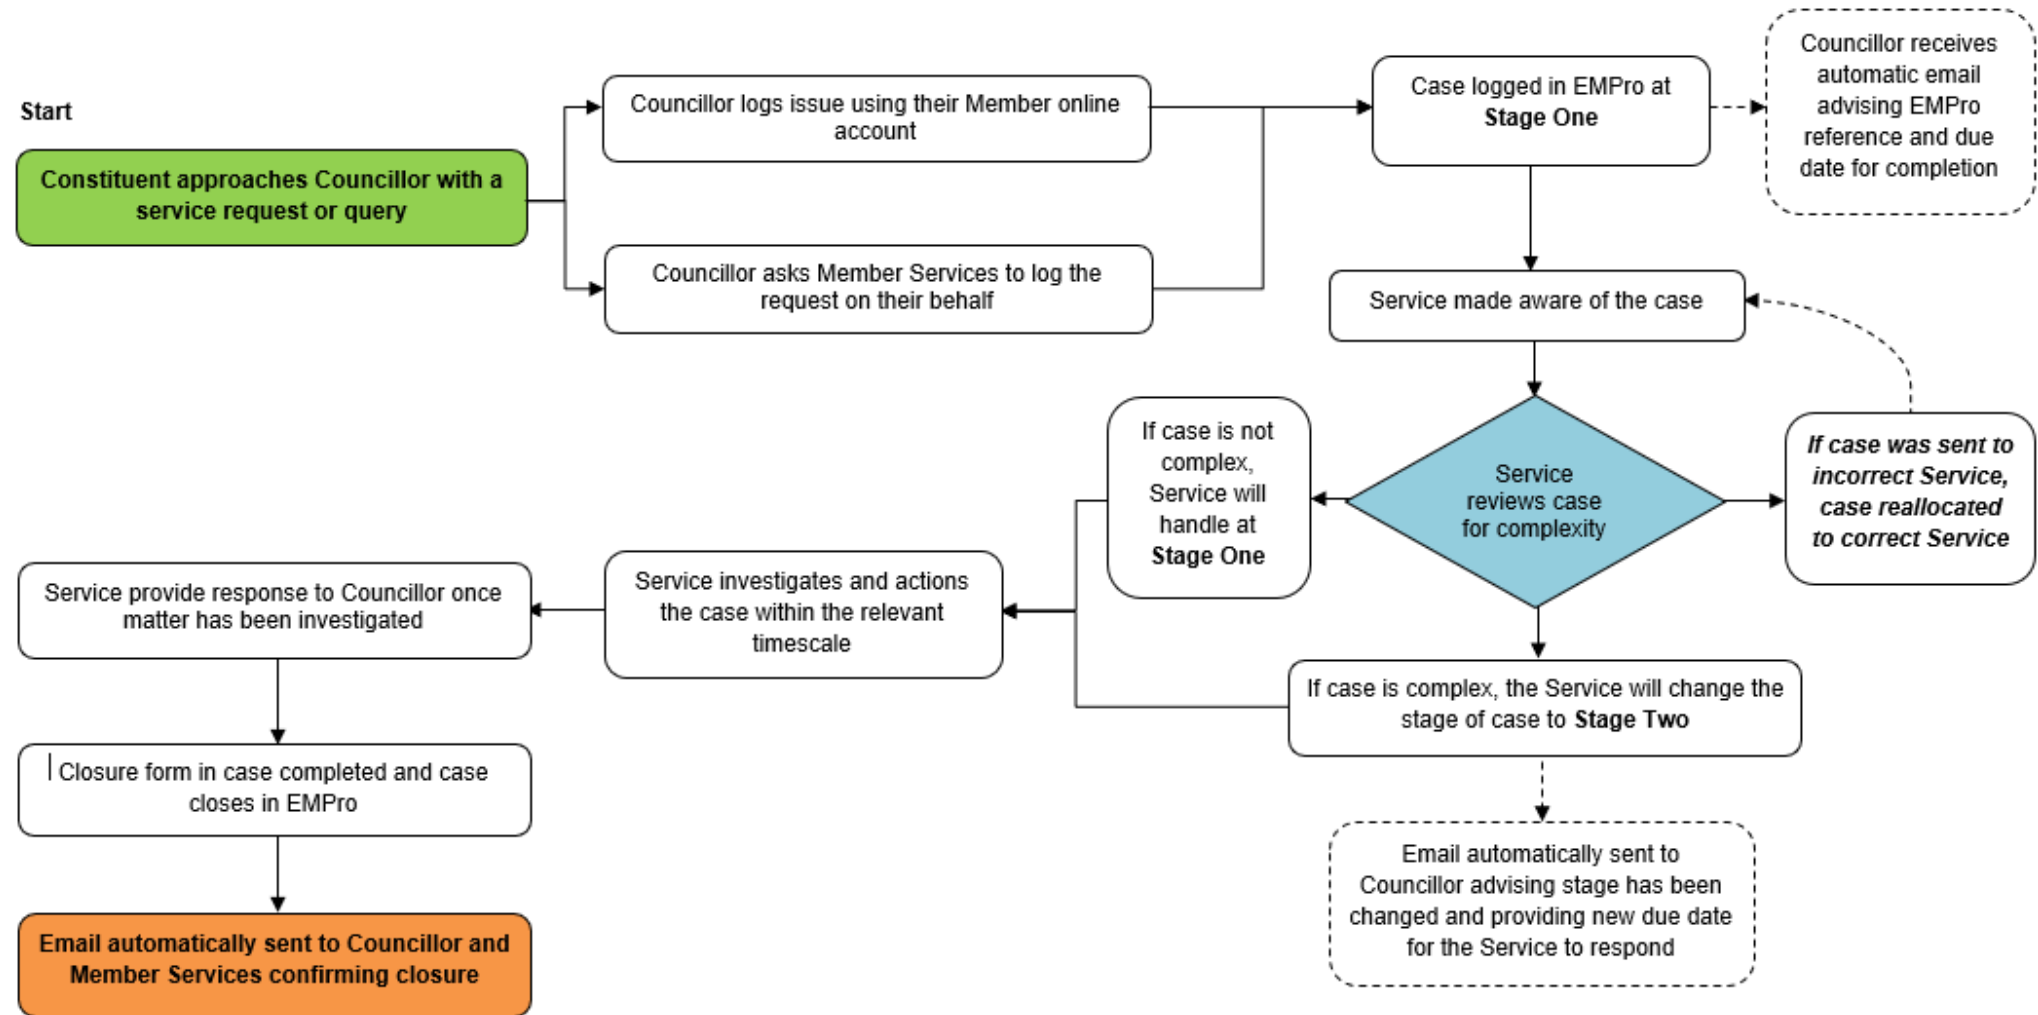 Start
Constituent approaches Councillor with a
service request or query
Councillor logs issue using their Member online
account
Councillor asks Member Services to log the
request on their behalf
Case logged in EMPro at
Stage One
Councillor receives
automatic email
advising EMPro
reference and due
date for completion
Service made aware of the case
Service
reviews case
for complexity
If case was sent to
incorrect Service,
case reallocated
to correct Service
If case is not
complex,
Service will
handle at
Stage One
If case is complex, the Service will change the
stage of case to Stage Two
Email automatically sent to
Councillor advising stage has been
changed and providing new due date
for the Service to respond
Service investigates and actions
the case within the relevant
timescale
Service provide response to Councillor once
matter has been investigated
Closure form in case completed and case
closes in EMPro
Email automatically sent to Councillor and
Member Services confirming closure